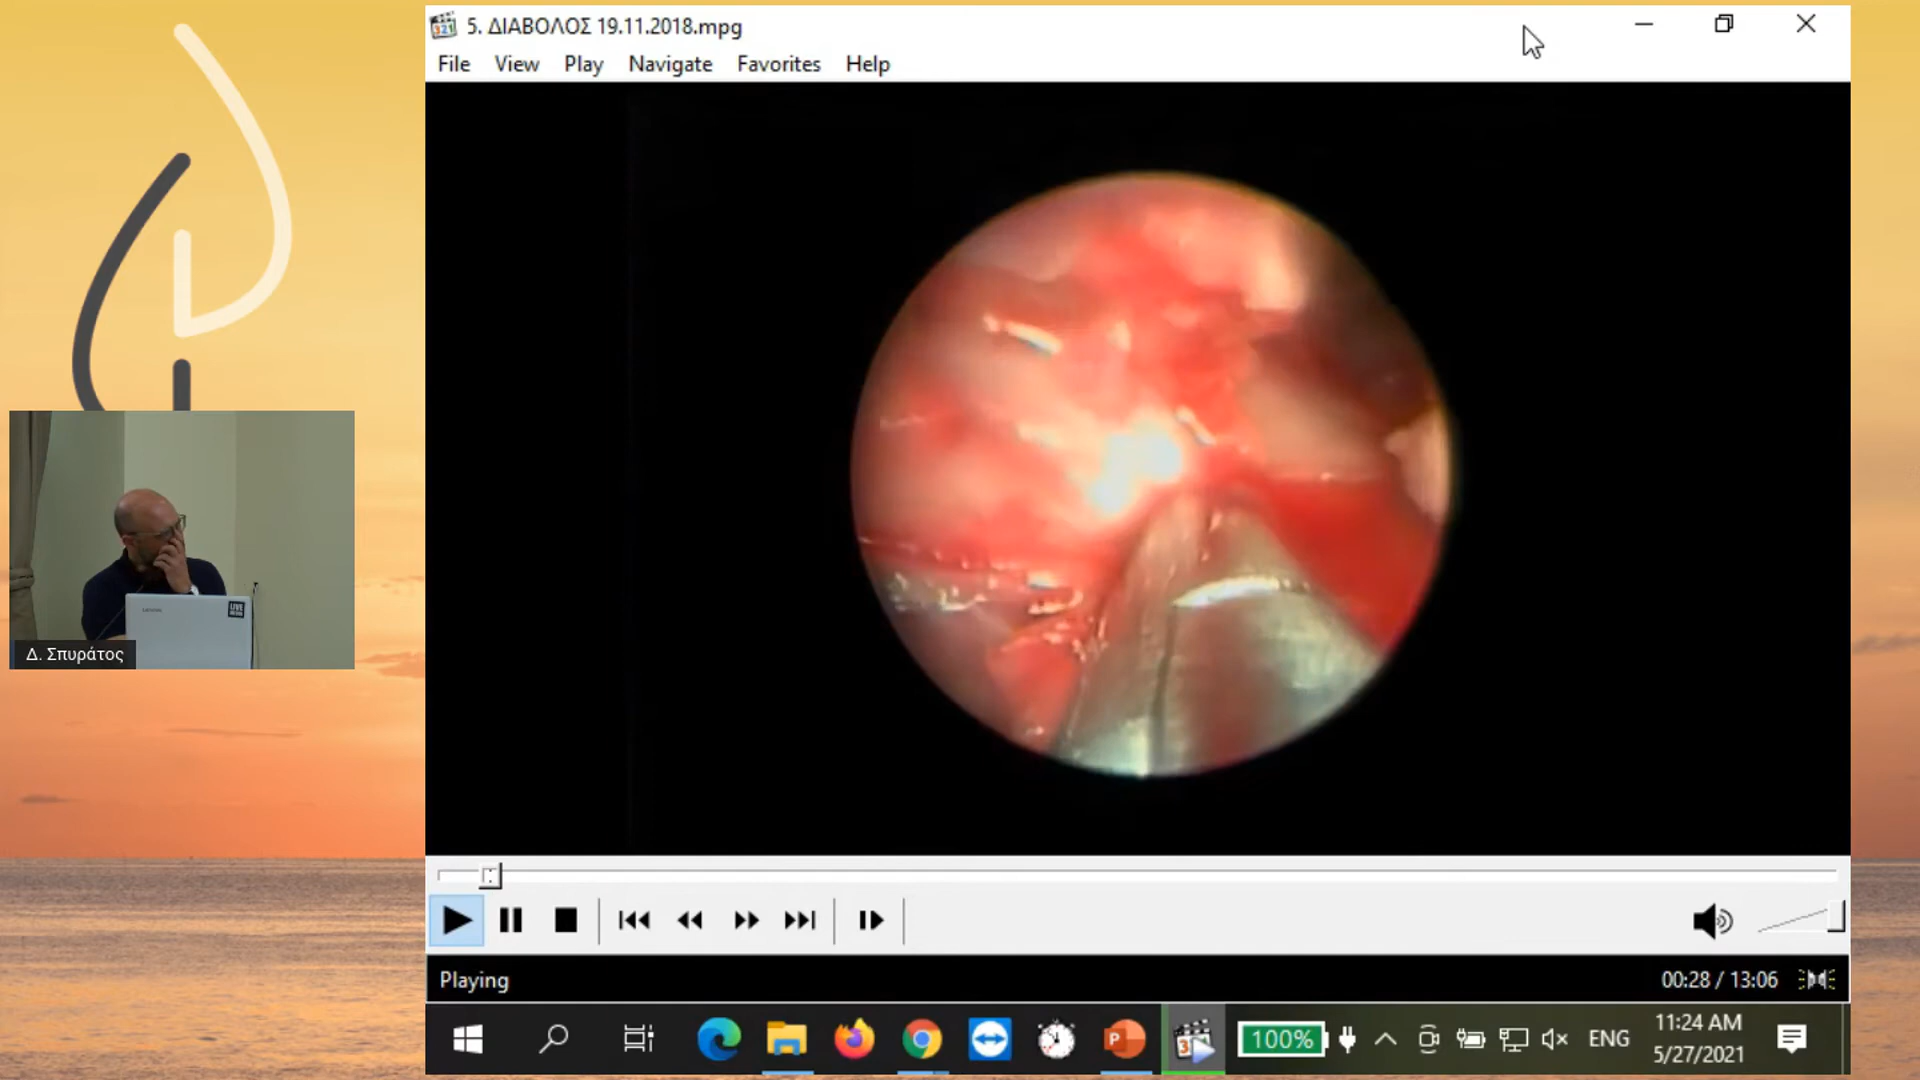 5. ΔΙΑΒΟΛΟΣ 19.11.2018.mpg
File View Play Navigate Favorites Help
Δ. Σπυράτος
Playing
00:28 / 13:06
100%
ENG
11:24 AM
5/27/2021